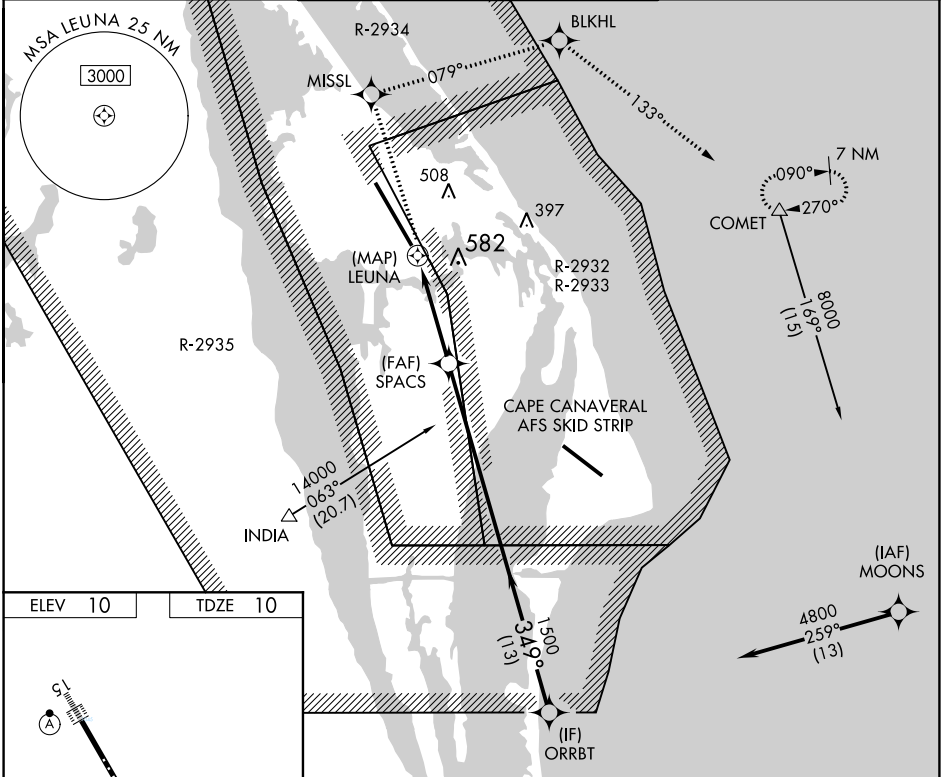 MSA LEUNA 25 NM
3000
R-2934
BLKHL
MISSL
079°
133°
7 NM
090°
270°
COMET
508
397
582
(MAP)
LEUNA
R-2932
R-2933
8000
169°
(15)
R-2935
(FAF)
SPACS
CAPE CANAVERAL
AFS SKID STRIP
14000
063°
(20.7)
INDIA
(IAF)
MOONS
4800
259°
(13)
1500
349°
(13)
(IF)
ORRBT
ELEV 10
TDZE 10
15
A